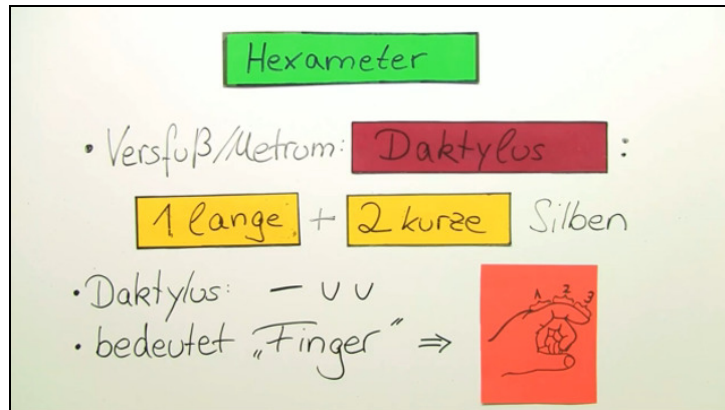 Hexameter
• Versfuß/Metrum: Daktylus :
1 lange + 2 kurze Silben
• Daktylus: — ∪ ∪
• bedeutet „Finger" ⇒
1 2 3